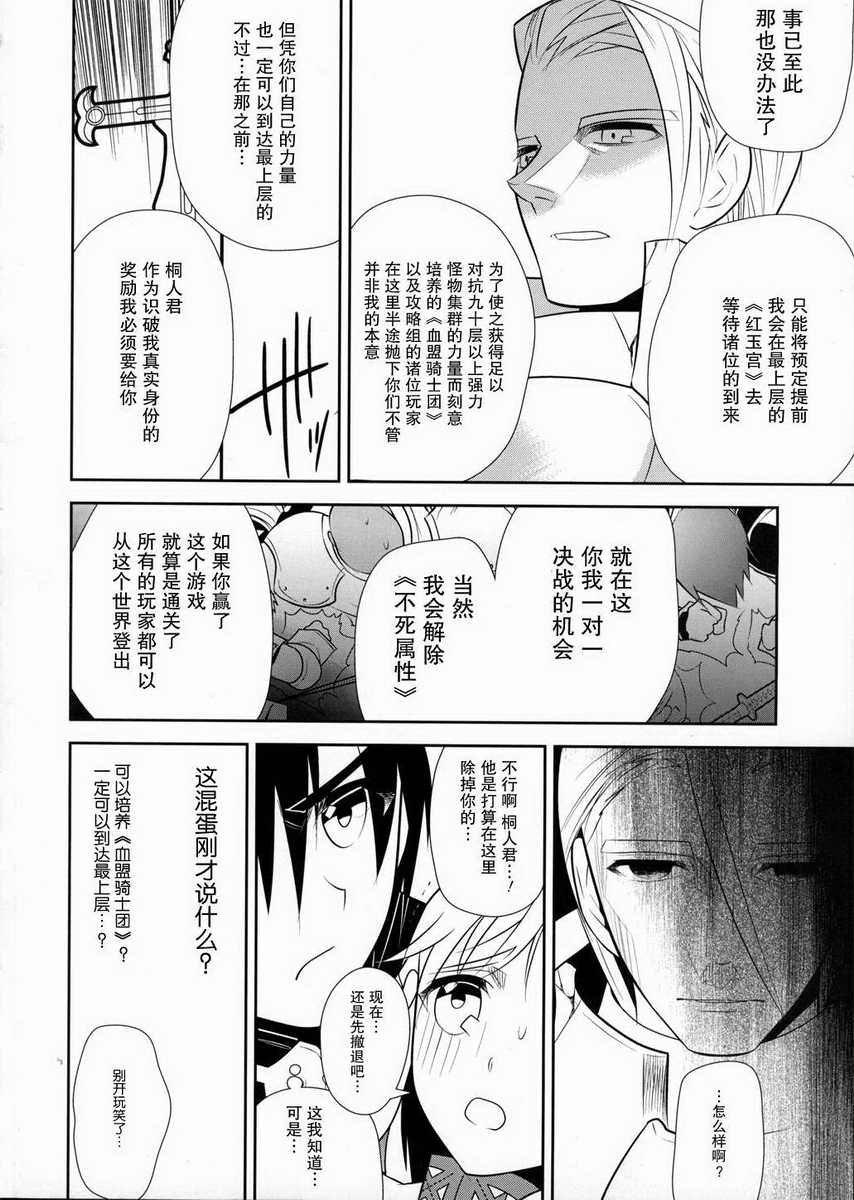 事已至此
那也没办法了
只能将预定提前
我会在最上层的
《红玉宫》去
等待诸位的到来
为了使之获得足以
对抗九十层以上强力
怪物集群的力量而刻意
培养的《血盟骑士团》
以及攻略组的诸位玩家
在这里半途抛下你们不管
并非我的本意
但凭你们自己的力量
也一定可以到达最上层的
不过…在那之前…
桐人君
作为识破我真实身份的
奖励我必须要给你
就在这
你我一对一
决战的机会
当然
我会解除
《不死属性》
如果你赢了
这个游戏
就算是通关了
所有的玩家都可以
从这个世界登出
…怎么样啊？
不行啊 桐人君…！
他是打算在这里
除掉你的…
现在…
还是先撤退吧…
这我知道…
可是…
这混蛋刚才说什么？
可以培养《血盟骑士团》？
一定可以到达最上层…？
别开玩笑了…